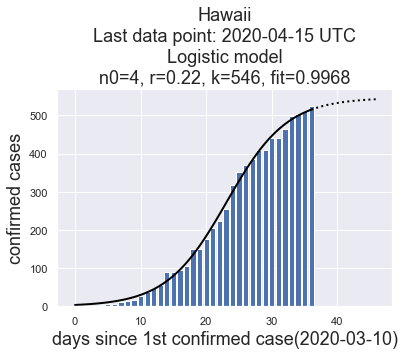 Hawaii
Last data point: 2020-04-15 UTC
Logistic model
n0=4, r=0.22, k=546, fit=0.9968
confirmed cases
500
400
300
200
100
0
0 10 20 30 40
days since 1st confirmed case(2020-03-10)